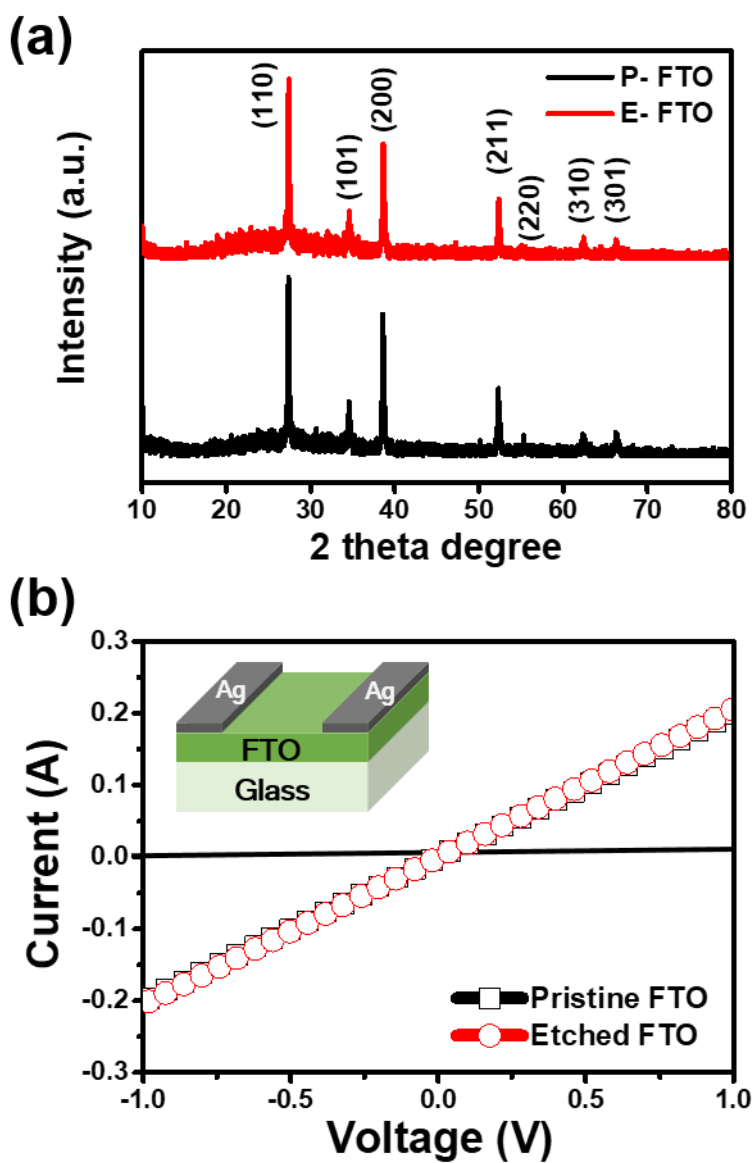 (a)
P- FTO
E- FTO
(110)
(101)
(200)
(211)
(220)
(310)
(301)
Intensity (a.u.)
10 20 30 40 50 60 70 80
2 theta degree
(b)
0.3
0.2
0.1
0.0
-0.1
-0.2
-0.3
Current (A)
Ag Ag
FTO
Glass
Pristine FTO
Etched FTO
-1.0 -0.5 0.0 0.5 1.0
Voltage (V)